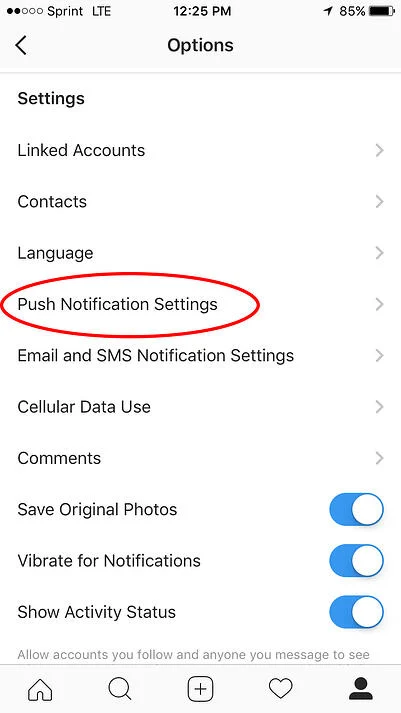 Sprint LTE 12:25 PM 85%
Options
Settings
Linked Accounts
Contacts
Language
Push Notification Settings
Email and SMS Notification Settings
Cellular Data Use
Comments
Save Original Photos
Vibrate for Notifications
Show Activity Status
Allow accounts you follow and anyone you message to see